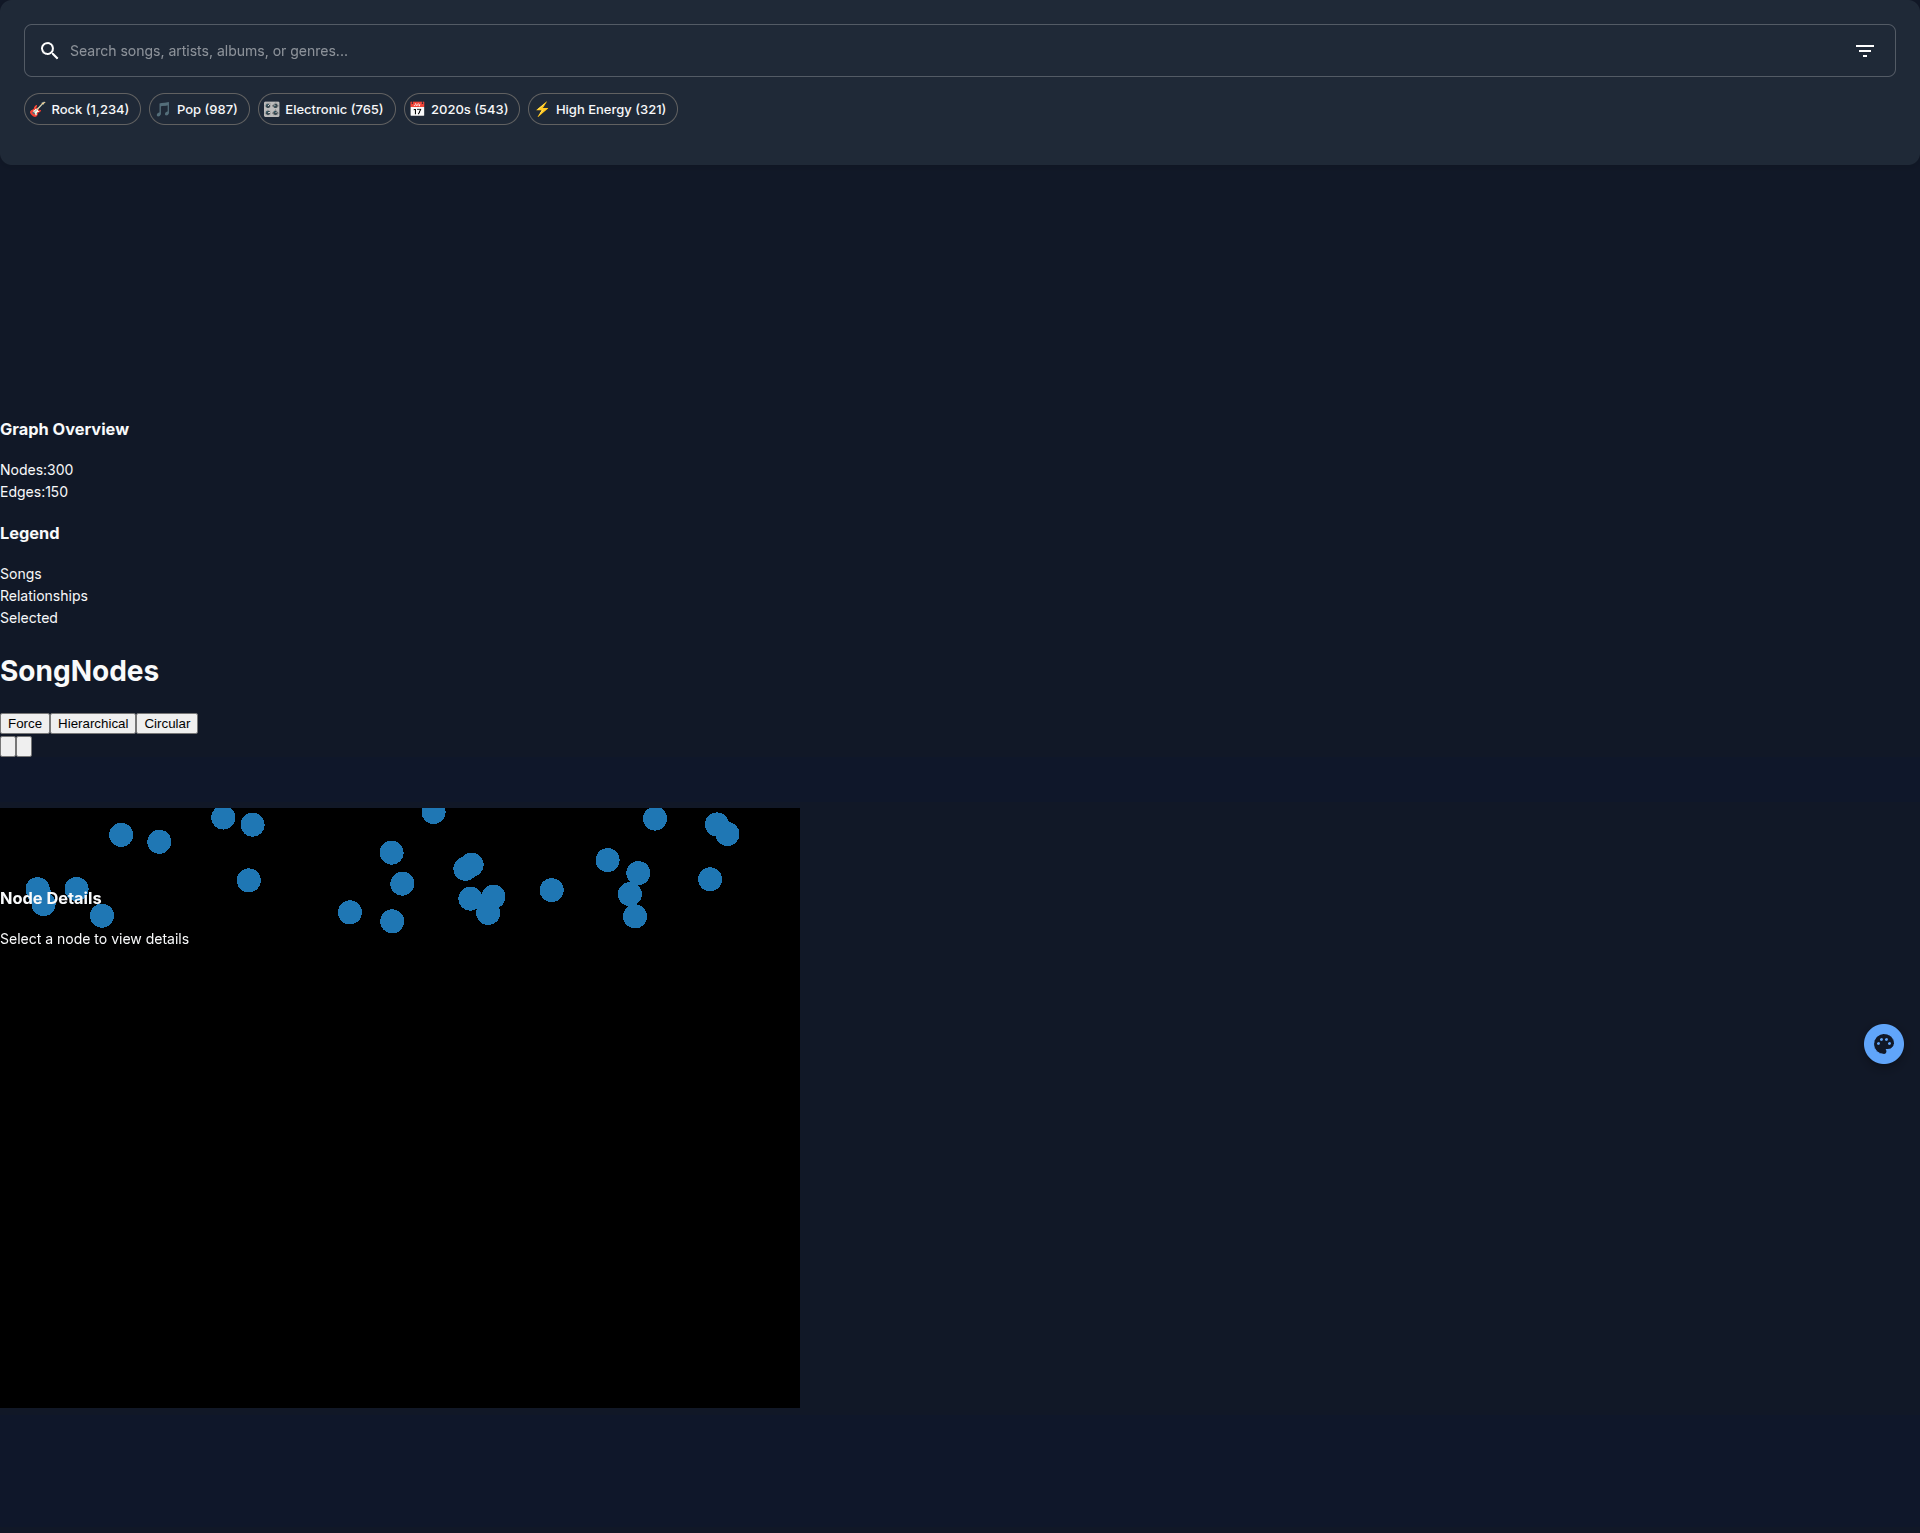 Search songs, artists, albums, or genres...
Rock (1,234) Pop (987) Electronic (765) 2020s (543) High Energy (321)
Graph Overview
Nodes:300
Edges:150
Legend
Songs
Relationships
Selected
SongNodes
Force Hierarchical Circular
Node Details
Select a node to view details